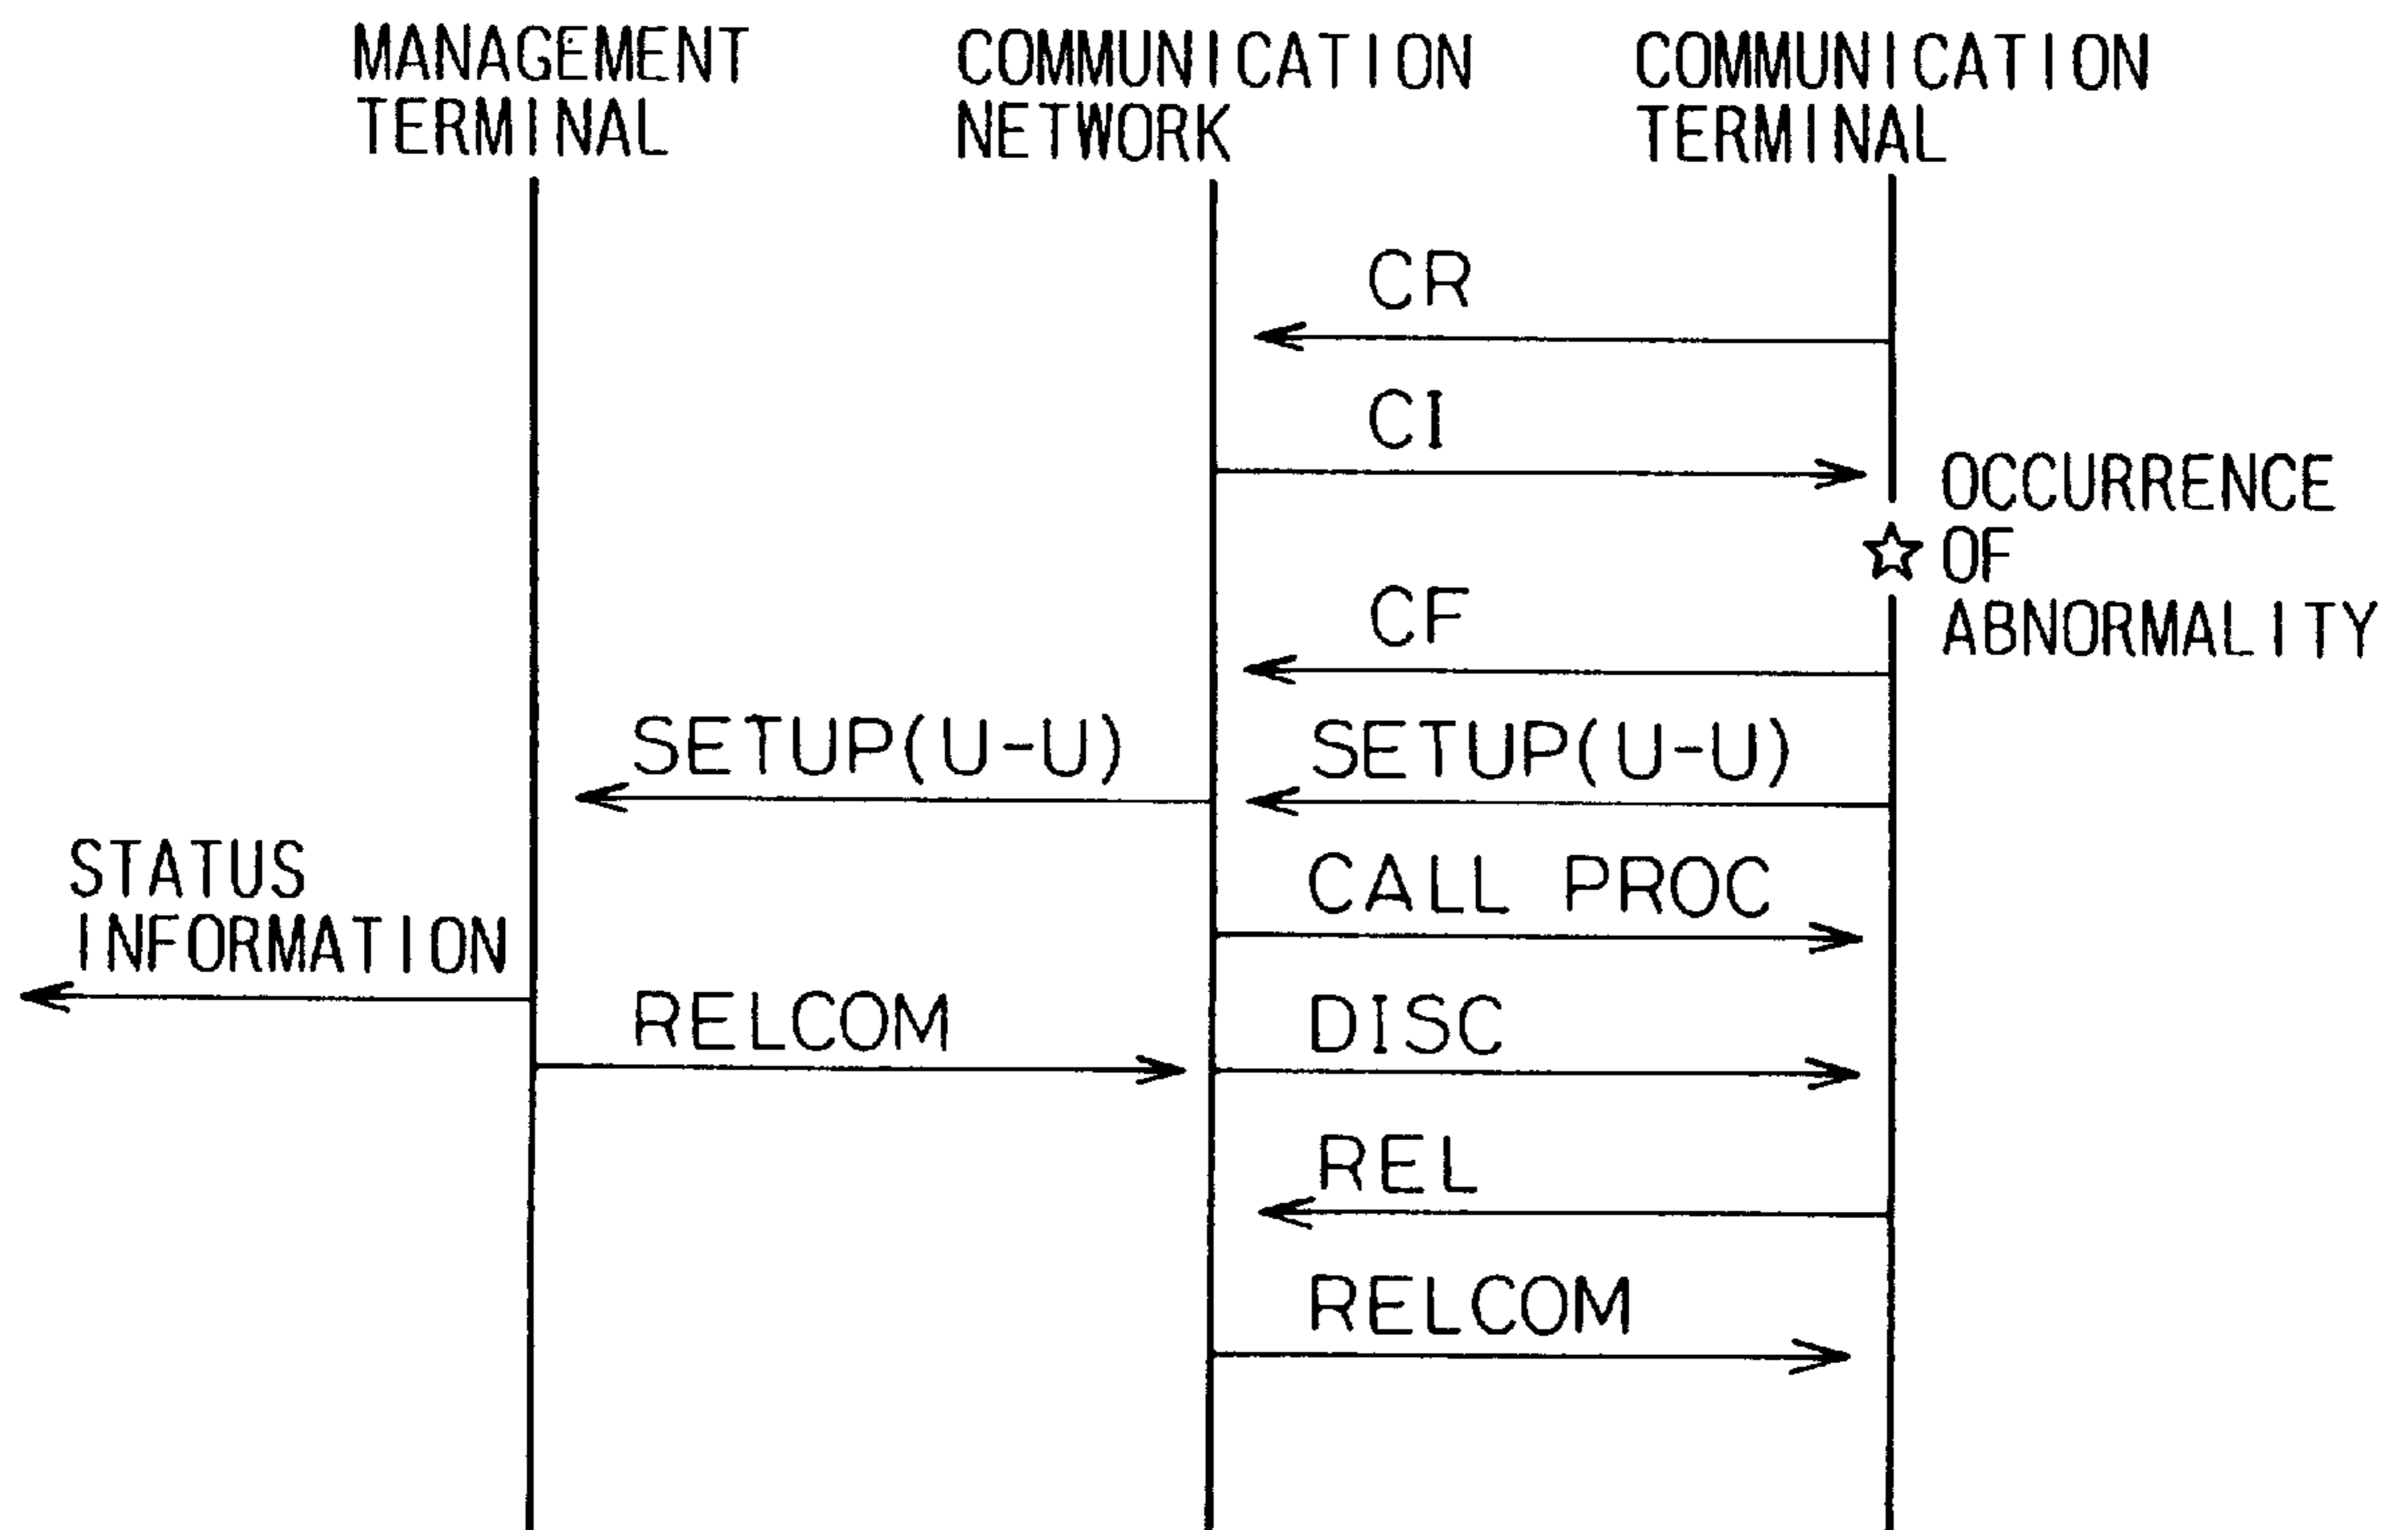 MANAGEMENT
TERMINAL
COMMUNICATION
NETWORK
COMMUNICATION
TERMINAL
CR
CI
OCCURRENCE
OF
ABNORMALITY
CF
SETUP(U-U)
SETUP(U-U)
STATUS
INFORMATION
CALL PROC
RELCOM
DISC
REL
RELCOM